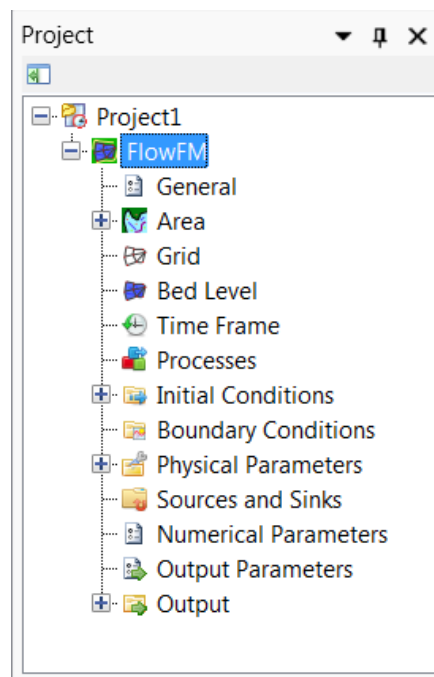 Project
Project1
FlowFM
General
Area
Grid
Bed Level
Time Frame
Processes
Initial Conditions
Boundary Conditions
Physical Parameters
Sources and Sinks
Numerical Parameters
Output Parameters
Output